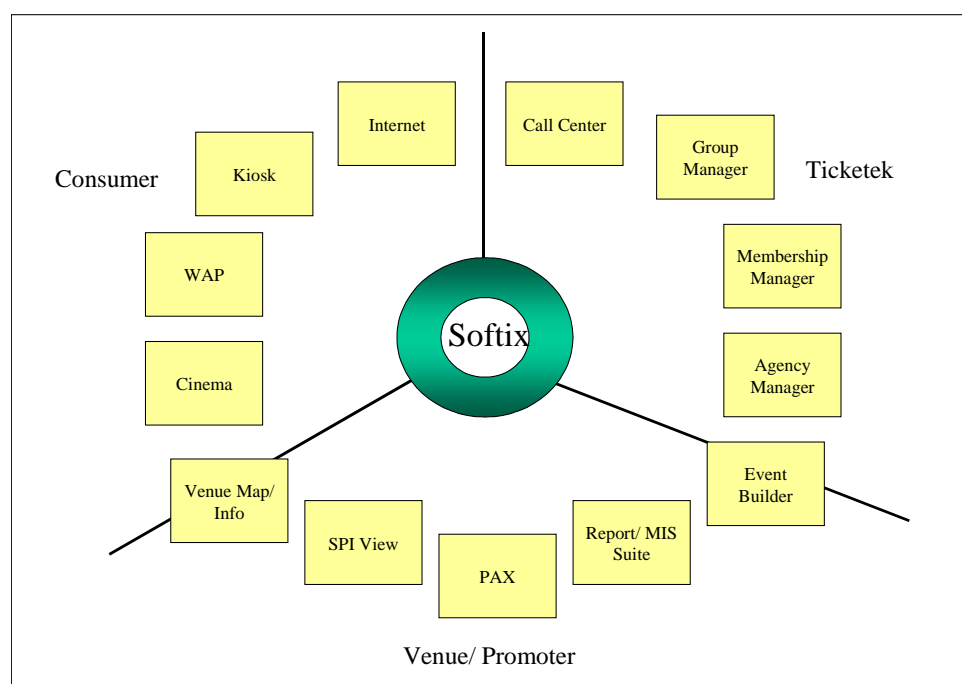 Internet
Call Center
Group
Manager
Consumer
Kiosk
Ticketek
WAP
Membership
Manager
Softix
Cinema
Agency
Manager
Venue Map/
Info
Event
Builder
SPI View
Report/ MIS
Suite
PAX
Venue/ Promoter